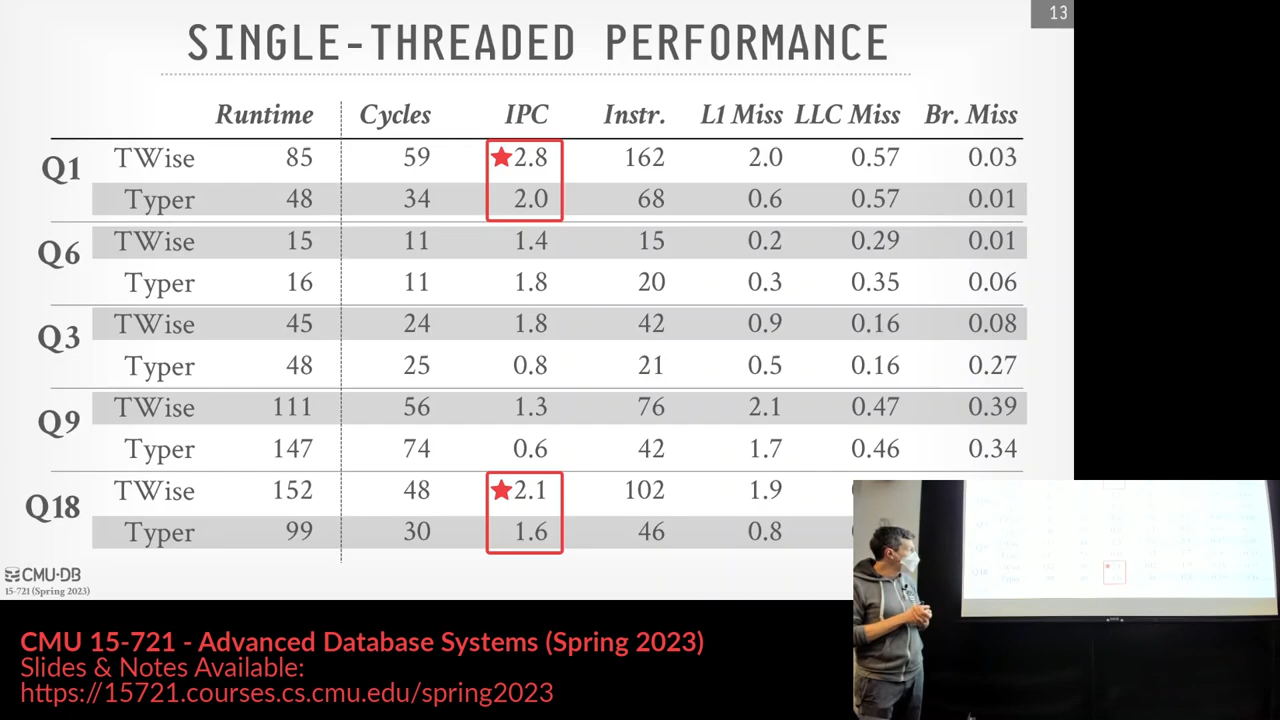 13
SINGLE-THREADED PERFORMANCE
Runtime Cycles IPC Instr. L1 Miss LLC Miss Br. Miss
Q1 TWise 85 59 ★2.8 162 2.0 0.57 0.03
Typer 48 34 2.0 68 0.6 0.57 0.01
Q6 TWise 15 11 1.4 15 0.2 0.29 0.01
Typer 16 11 1.8 20 0.3 0.35 0.06
Q3 TWise 45 24 1.8 42 0.9 0.16 0.08
Typer 48 25 0.8 21 0.5 0.16 0.27
Q9 TWise 111 56 1.3 76 2.1 0.47 0.39
Typer 147 74 0.6 42 1.7 0.46 0.34
Q18 TWise 152 48 ★2.1 102 1.9
Typer 99 30 1.6 46 0.8
CMU·DB
15-721 (Spring 2023)
CMU 15-721 - Advanced Database Systems (Spring 2023)
Slides & Notes Available:
https://15721.courses.cs.cmu.edu/spring2023